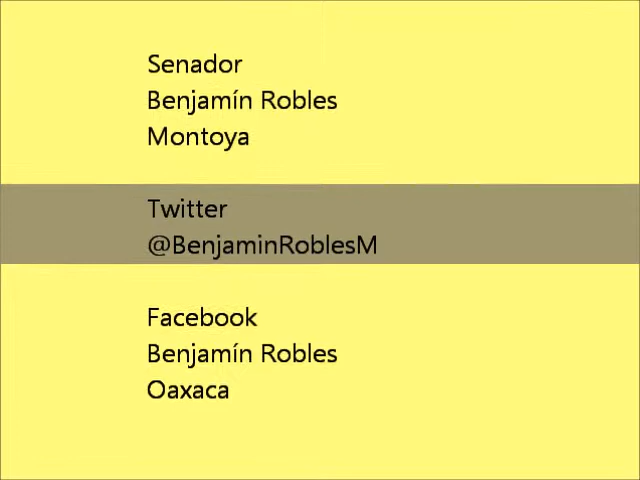 Senador
Benjamín Robles
Montoya
Twitter
@BenjaminRoblesM
Facebook
Benjamín Robles
Oaxaca